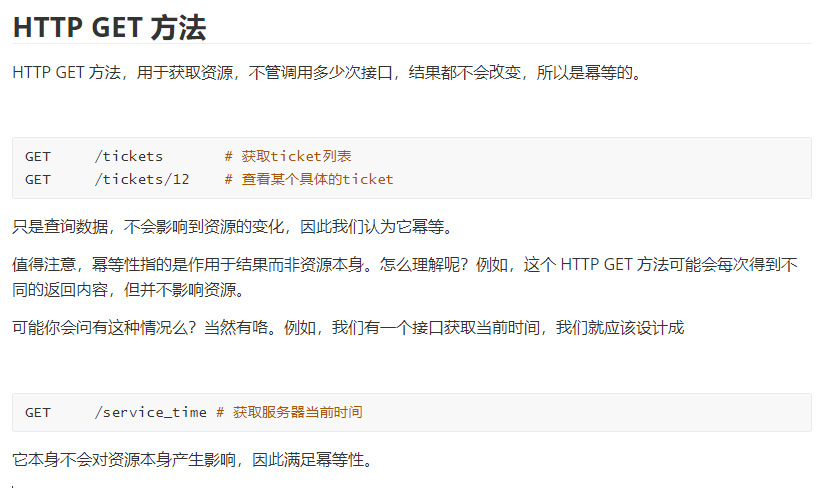 HTTP GET 方法
HTTP GET 方法，用于获取资源，不管调用多少次接口，结果都不会改变，所以是幂等的。
GET     /tickets       # 获取ticket列表
GET     /tickets/12    # 查看某个具体的ticket
只是查询数据，不会影响到资源的变化，因此我们认为它幂等。
值得注意，幂等性指的是作用于结果而非资源本身。怎么理解呢？例如，这个 HTTP GET 方法可能会每次得到不
同的返回内容，但并不影响资源。
可能你会问有这种情况么？当然有咯。例如，我们有一个接口获取当前时间，我们就应该设计成
GET     /service_time # 获取服务器当前时间
它本身不会对资源本身产生影响，因此满足幂等性。